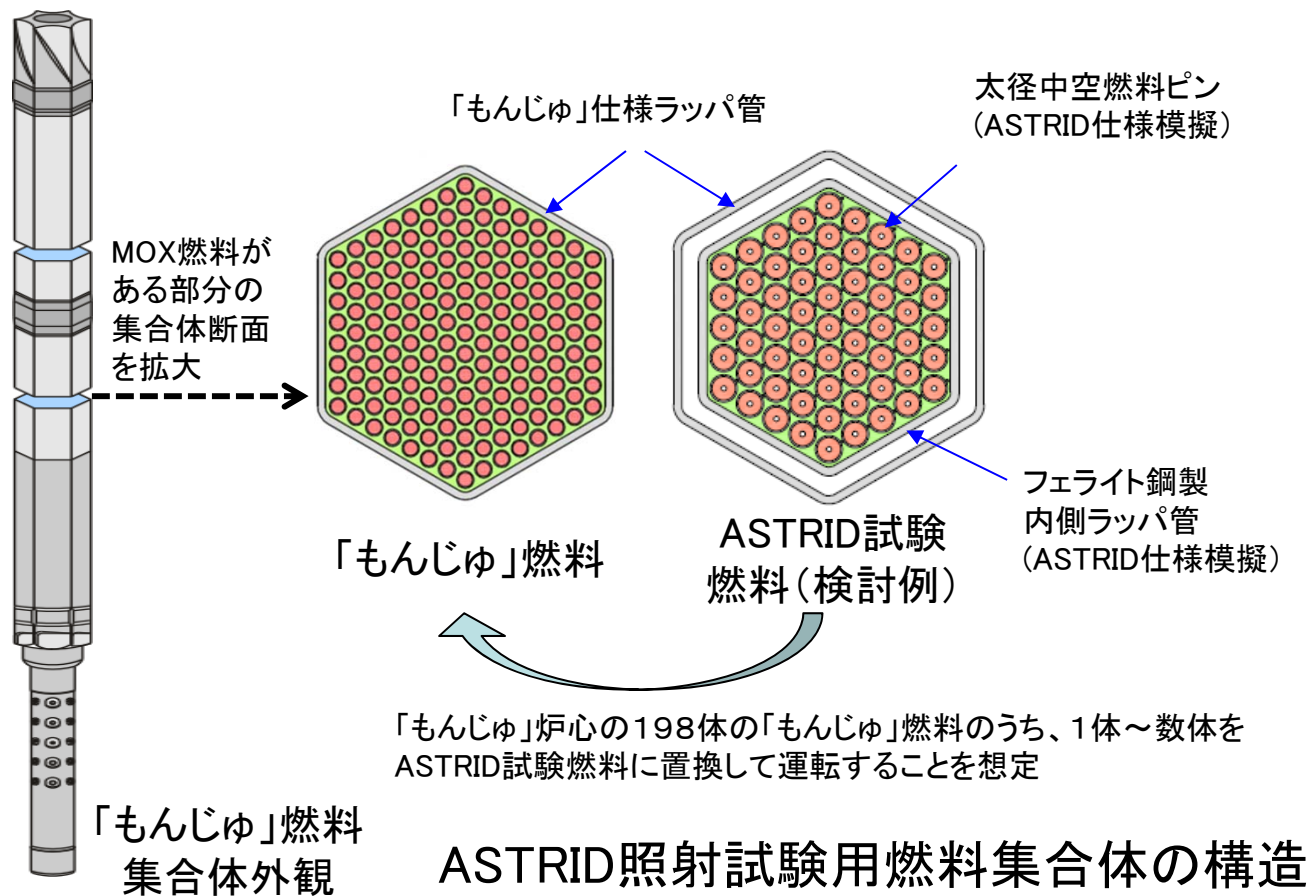 「もんじゅ」仕様ラッパ管
太径中空燃料ピン
(ASTRID仕様模擬)
MOX燃料が
ある部分の
集合体断面
を拡大
「もんじゅ」燃料
ASTRID試験
燃料(検討例)
フェライト鋼製
内側ラッパ管
(ASTRID仕様模擬)
「もんじゅ」炉心の198体の「もんじゅ」燃料のうち、1体~数体を
ASTRID試験燃料に置換して運転することを想定
「もんじゅ」燃料
集合体外観
ASTRID照射試験用燃料集合体の構造